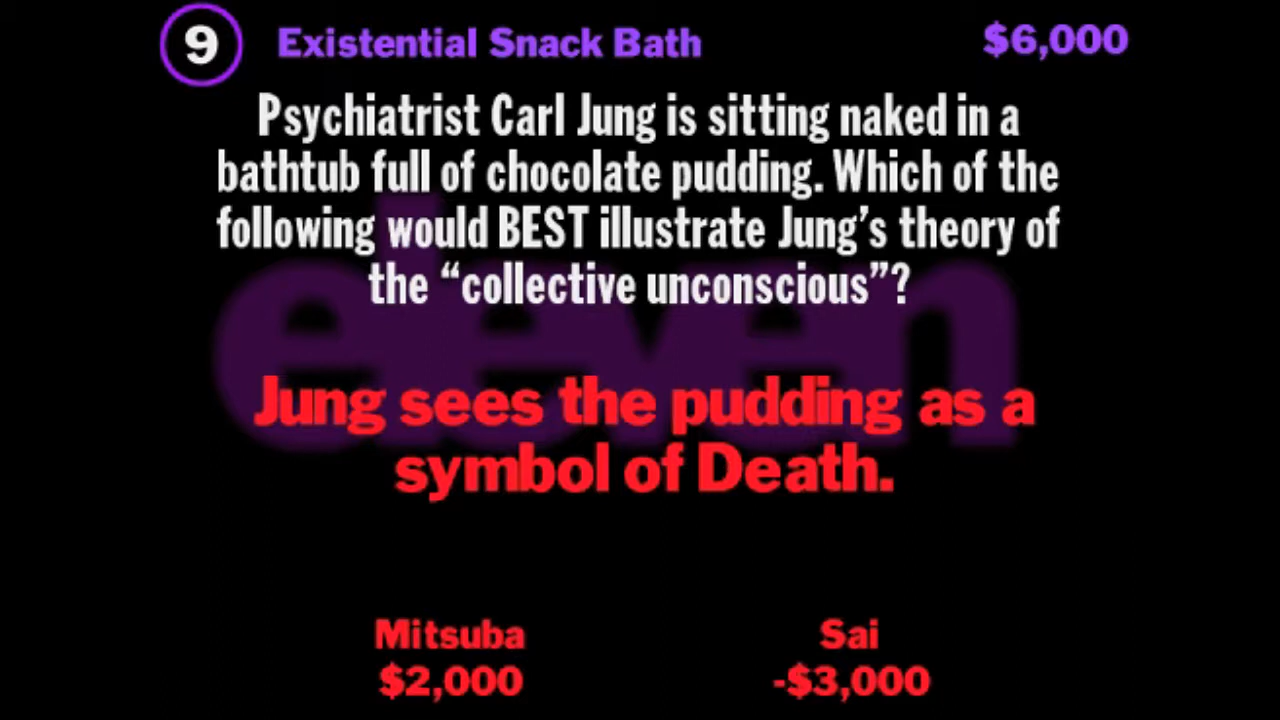 9 Existential Snack Bath $6,000
Psychiatrist Carl Jung is sitting naked in a
bathtub full of chocolate pudding. Which of the
following would BEST illustrate Jung’s theory of
the “collective unconscious”?
eleven
Jung sees the pudding as a
symbol of Death.
Mitsuba Sai
$2,000 -$3,000